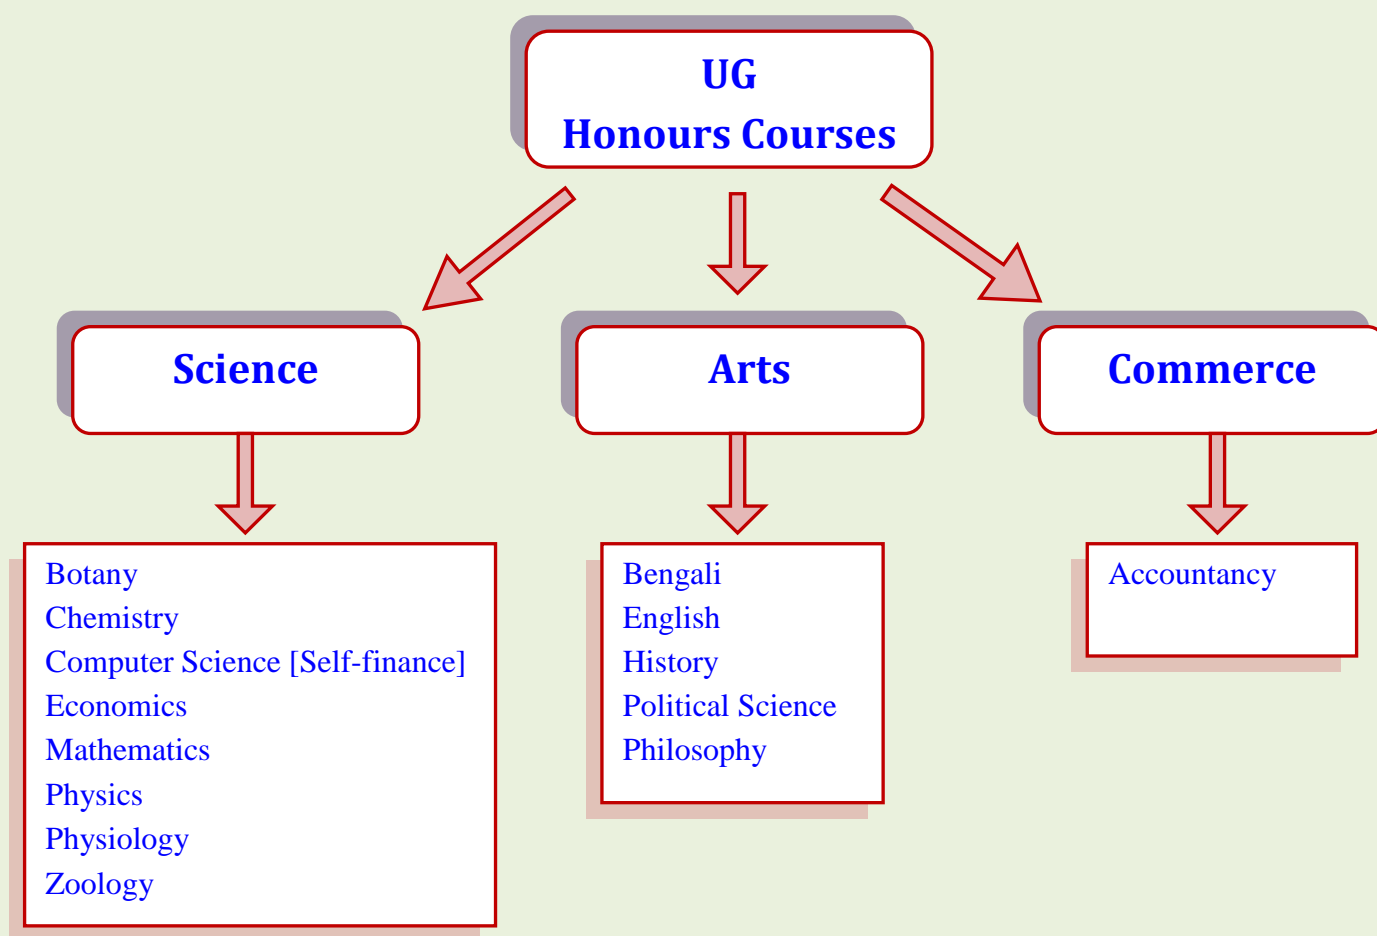 UG
Honours Courses
Science
Arts
Commerce
Botany
Chemistry
Computer Science [Self-finance]
Economics
Mathematics
Physics
Physiology
Zoology
Bengali
English
History
Political Science
Philosophy
Accountancy